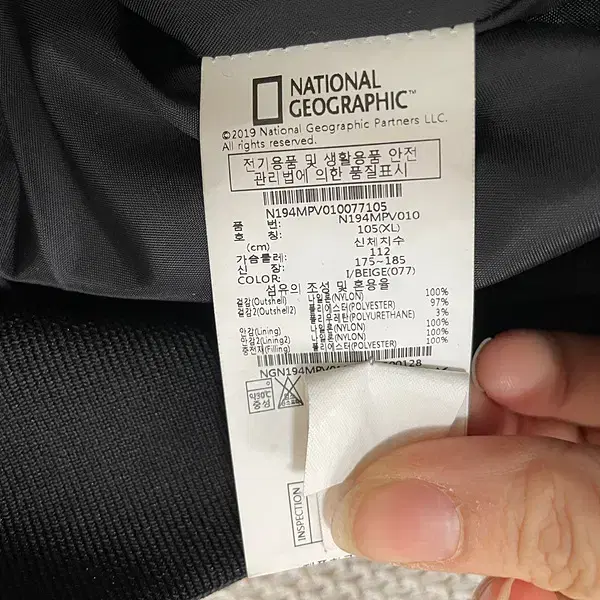 NATIONAL
GEOGRAPHIC™
©2019 National Geographic Partners LLC.
All rights reserved.
전기용품 및 생활용품 안전
관리법에 의한 품질표시
N194MPV010077105
품 번: N194MPV010
호 칭: 105(XL)
(cm) 신체치수
가슴둘레: 112
신 장: 175~185
COLOR: I/BEIGE(077)
섬유의 조성 및 혼용율
겉감(Outshell) 나일론(NYLON) 100%
겉감2(Outshell2) 폴리에스터(POLYESTER) 97%
폴리우레탄(POLYURETHANE) 3%
안감(Lining) 나일론(NYLON) 100%
안감2(Lining2) 나일론(NYLON) 100%
충전재(Filling) 폴리에스터(POLYESTER) 100%
약30℃
중성
INSPECTION